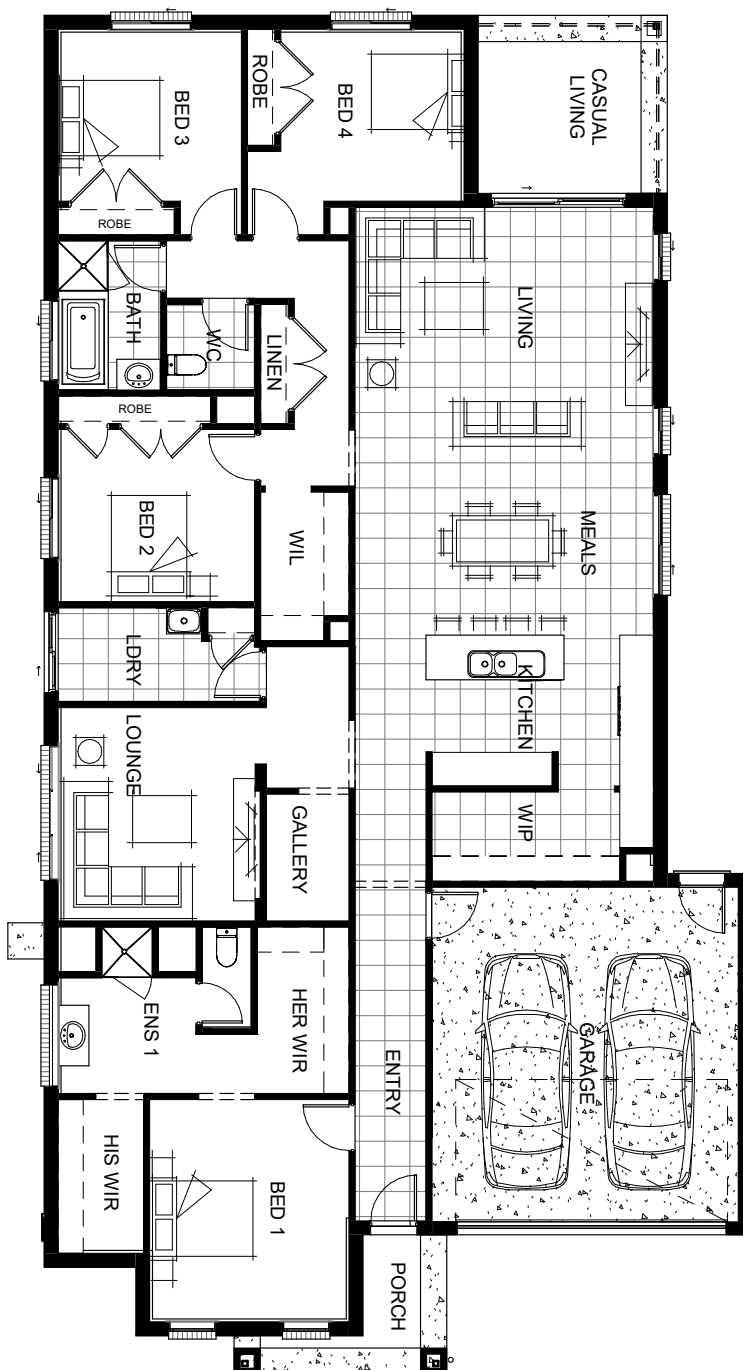 CASUAL
LIVING
BED 4
ROBE
BED 3
ROBE
LIVING
BATH
WC
LINEN
ROBE
MEALS
BED 2
WIL
LDRY
KITCHEN
LOUNGE
WIP
GALLERY
GARAGE
ENS 1
HER WIR
ENTRY
HIS WIR
BED 1
PORCH